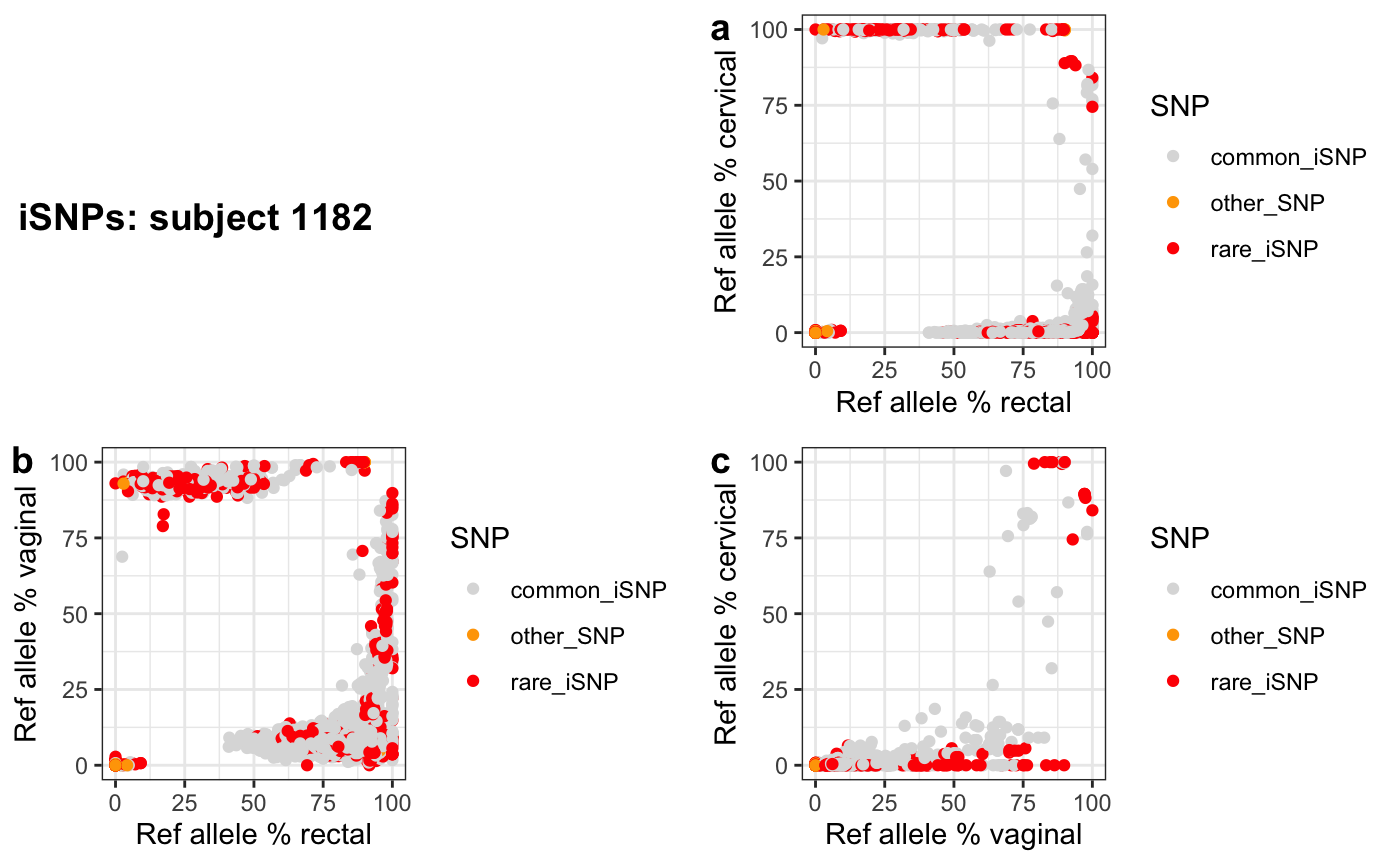 iSNPs: subject 1182
a
Ref allele % cervical
100
75
50
25
0
0 25 50 75 100
Ref allele % rectal
SNP
common_iSNP
other_SNP
rare_iSNP
b
Ref allele % vaginal
100
75
50
25
0
0 25 50 75 100
Ref allele % rectal
SNP
common_iSNP
other_SNP
rare_iSNP
c
Ref allele % cervical
100
75
50
25
0
0 25 50 75 100
Ref allele % vaginal
SNP
common_iSNP
other_SNP
rare_iSNP